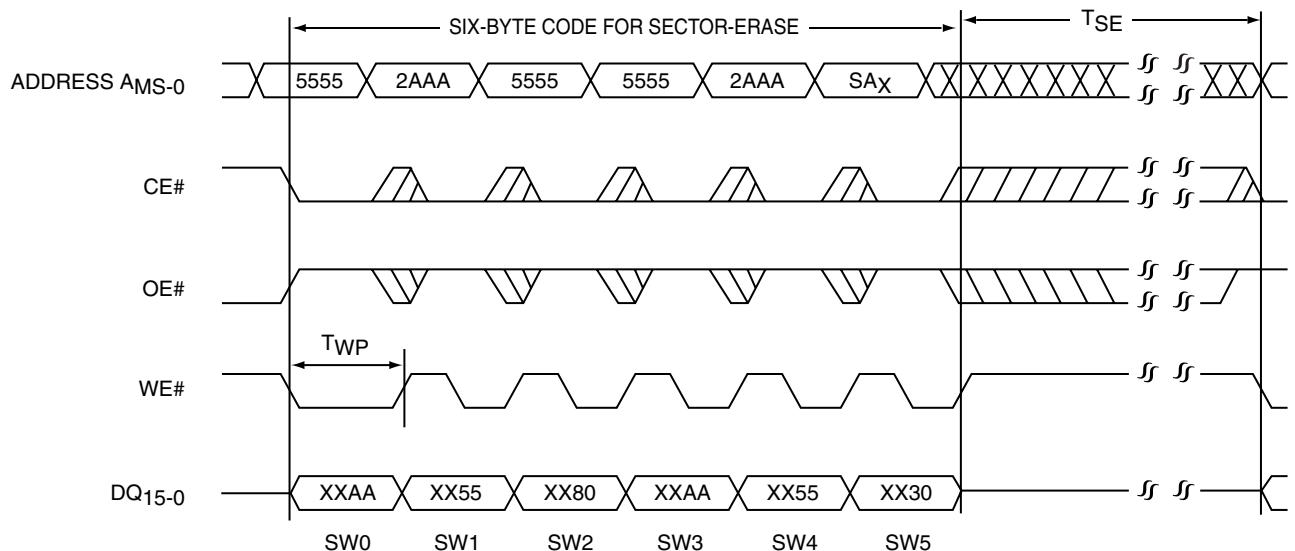 SIX-BYTE CODE FOR SECTOR-ERASE TSE
ADDRESS AMS-0 5555 2AAA 5555 5555 2AAA SAX
CE#
OE#
TWP
WE#
DQ15-0 XXAA XX55 XX80 XXAA XX55 XX30
SW0 SW1 SW2 SW3 SW4 SW5